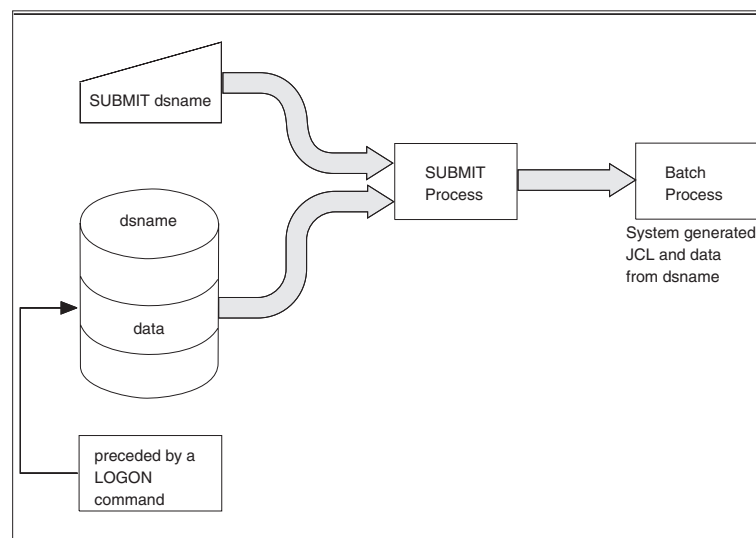 SUBMIT dsname
dsname
data
preceded by a
LOGON
command
SUBMIT
Process
Batch
Process
System generated
JCL and data
from dsname